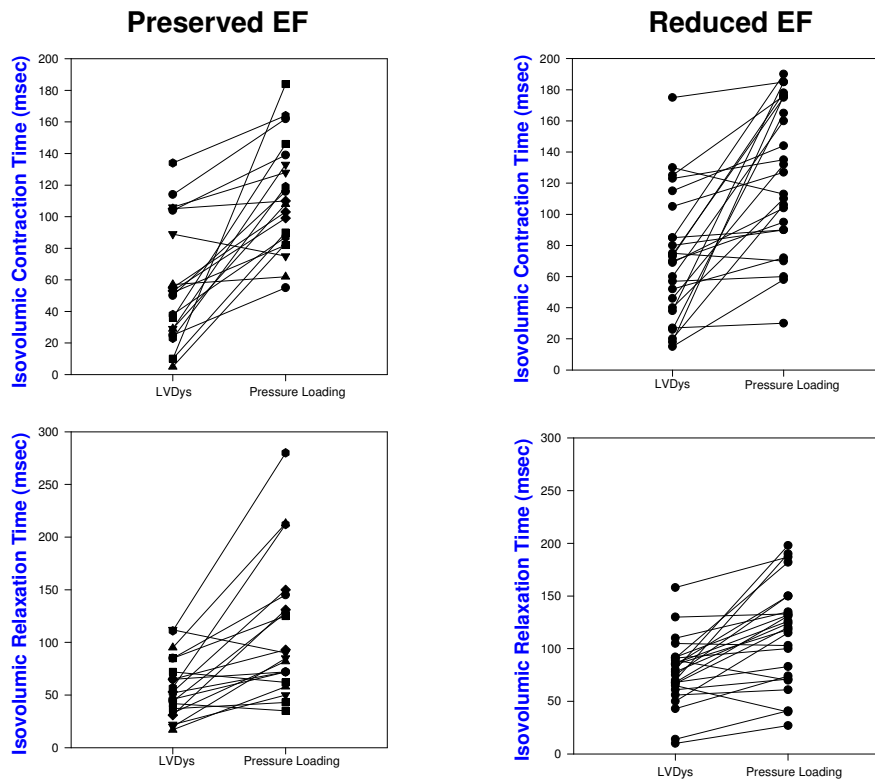 Preserved EF
Reduced EF
Isovolumic Contraction Time (msec)
200
180
160
140
120
100
80
60
40
20
0
LVDys
Pressure Loading
Isovolumic Contraction Time (msec)
200
180
160
140
120
100
80
60
40
20
0
LVDys
Pressure Loading
Isovolumic Relaxation Time (msec)
300
250
200
150
100
50
0
LVDys
Pressure Loading
Isovolumic Relaxation Time (msec)
300
250
200
150
100
50
0
LVDys
Pressure Loading